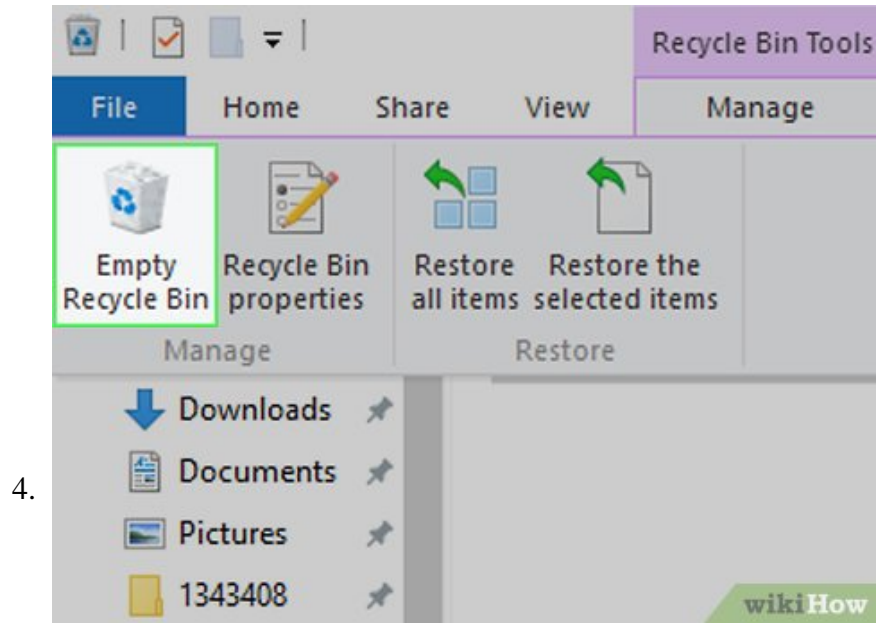 Recycle Bin Tools
File Home Share View Manage
Empty Recycle Bin Restore Restore the
Recycle Bin properties all items selected items
Manage Restore
Downloads
Documents
4.
Pictures
1343408
wikiHow